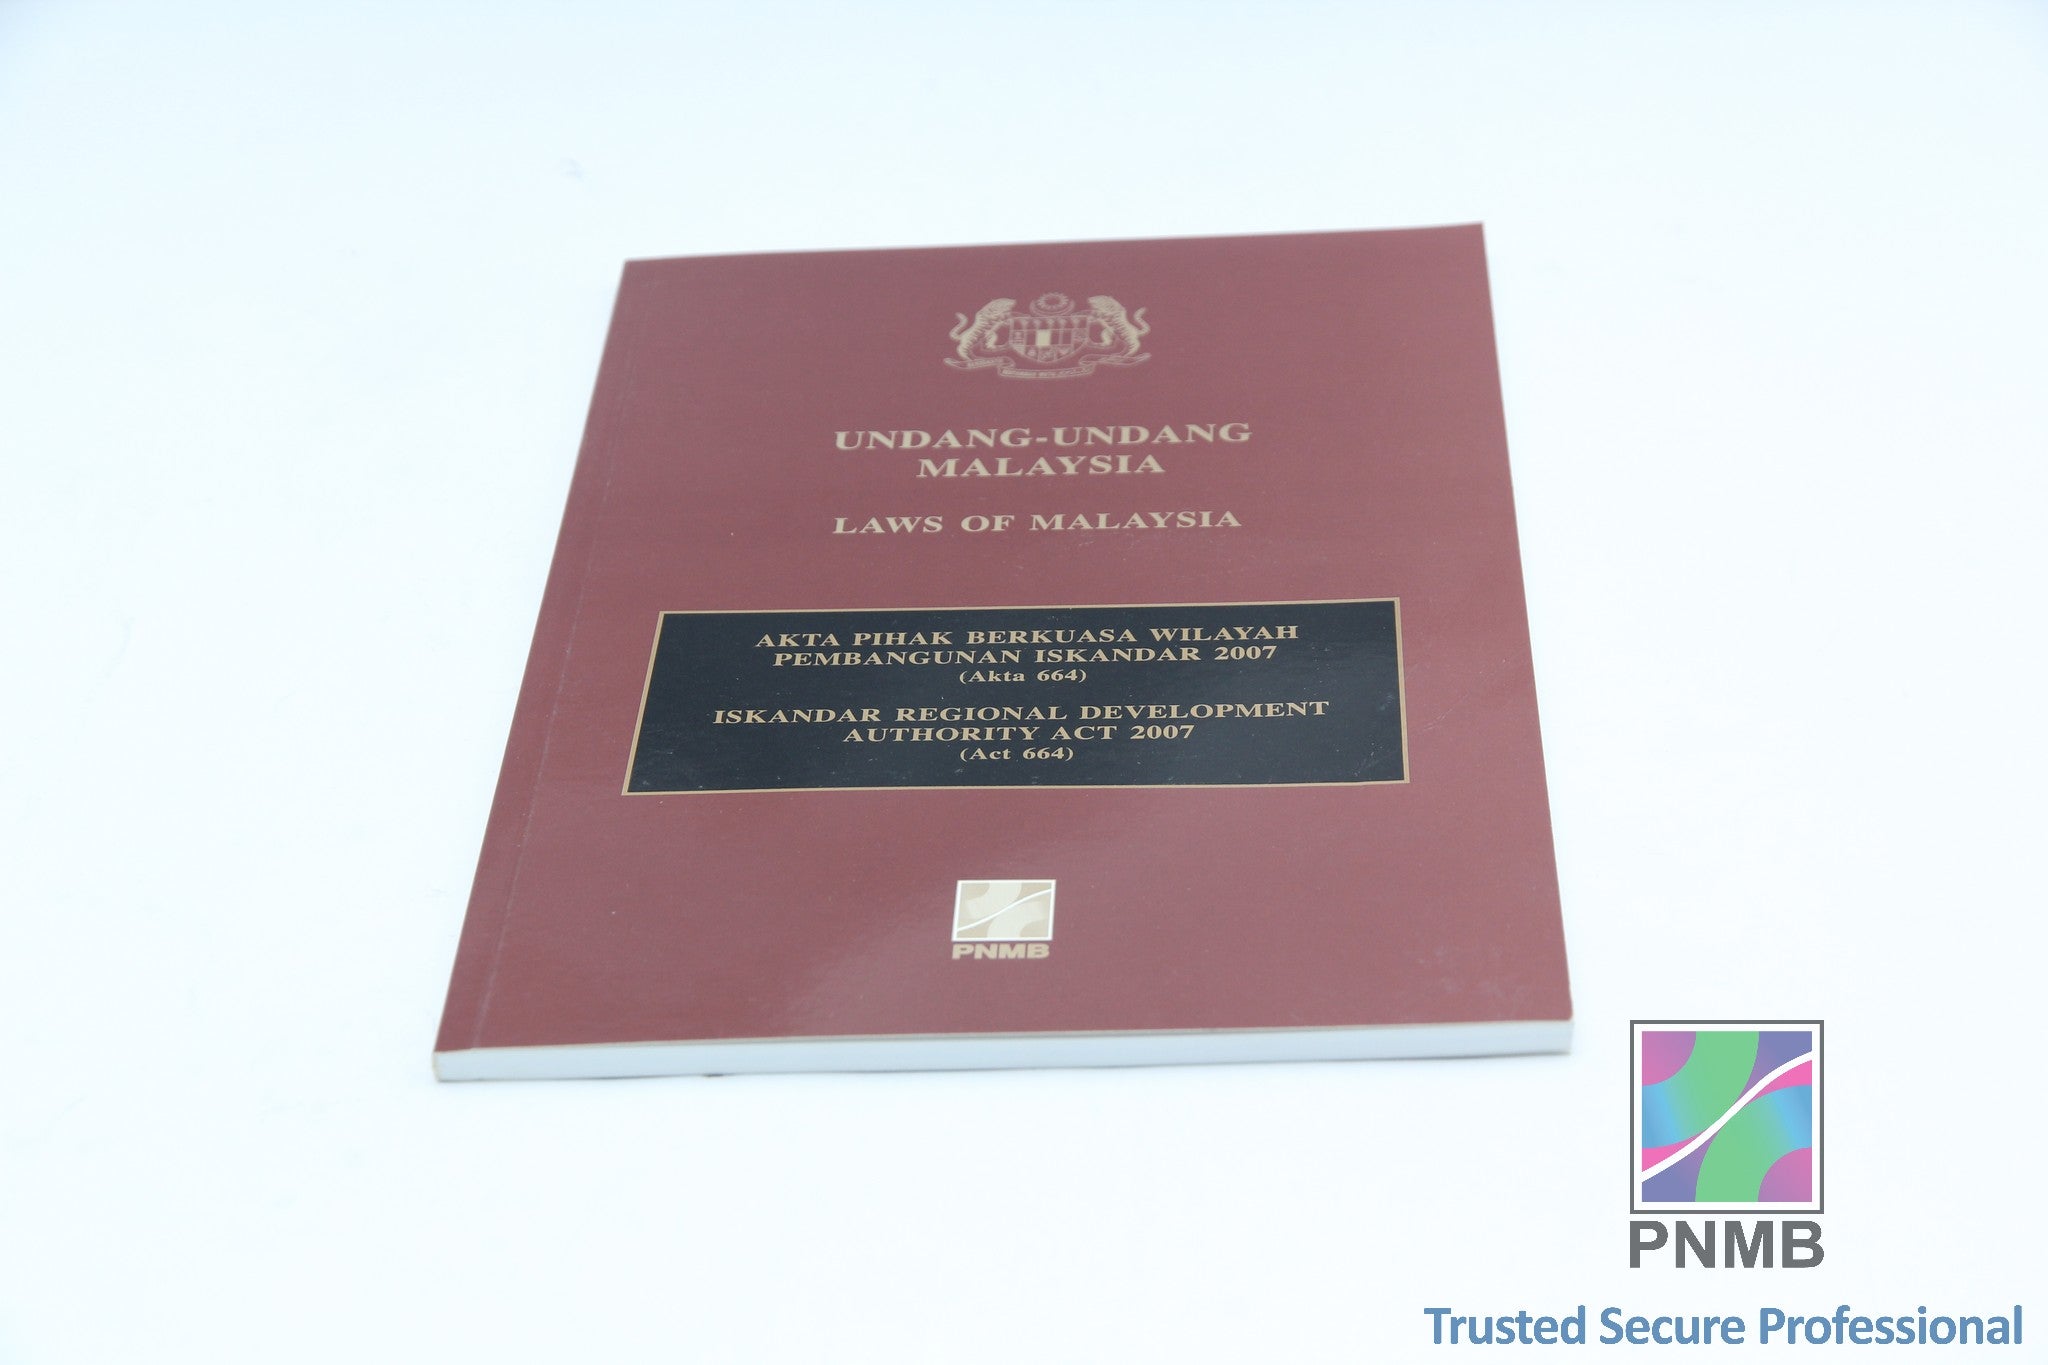 UNDANG-UNDANG
MALAYSIA
LAWS OF MALAYSIA
AKTA PIHAK BERKUASA WILAYAH
PEMBANGUNAN ISKANDAR 2007
(Akta 664)
ISKANDAR REGIONAL DEVELOPMENT
AUTHORITY ACT 2007
(Act 664)
PNMB
PNMB
Trusted Secure Professional